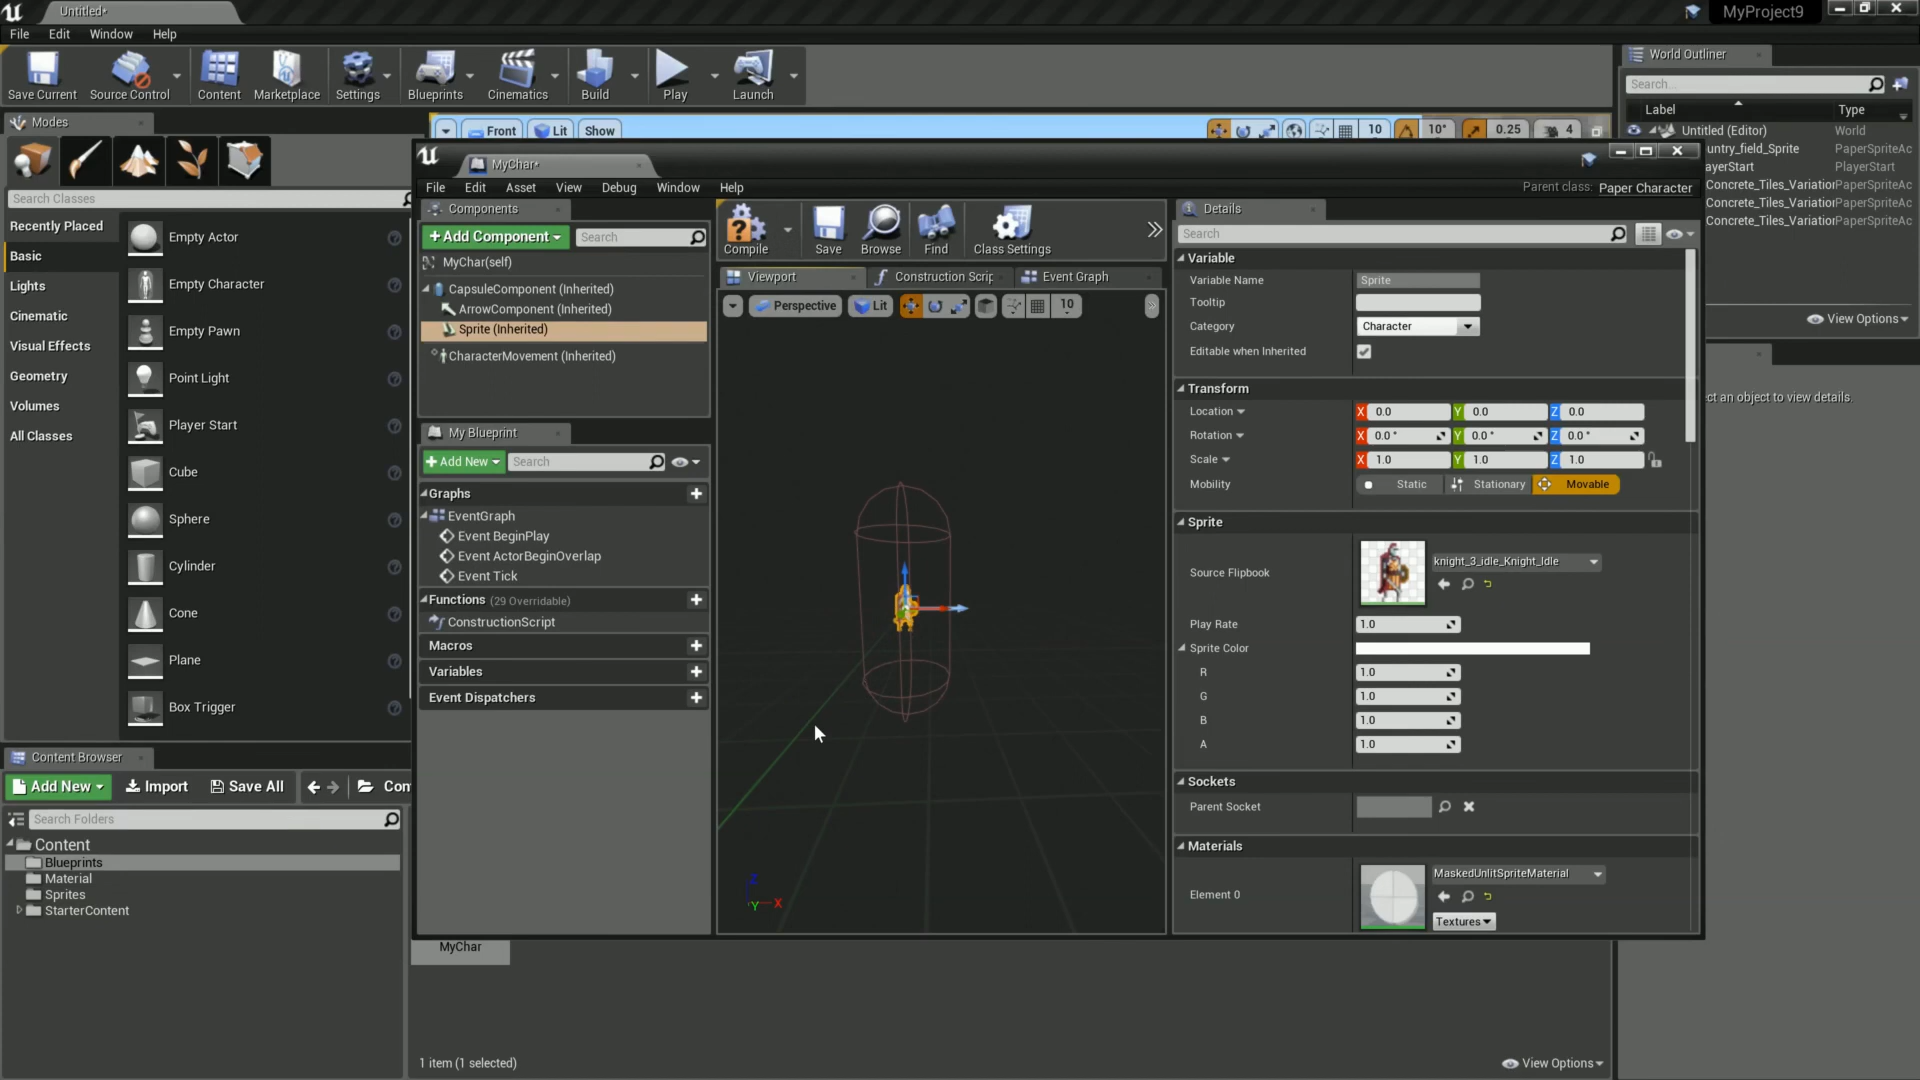 Untitled*
MyProject9
File Edit Window Help
Save Current
Source Control
Content
Marketplace
Settings
Blueprints
Cinematics
Build
Play
Launch
World Outliner
Search...
Label
Type
Untitled (Editor) World
untry_field_Sprite PaperSpriteAc
ayerStart PlayerStart
Concrete_Tiles_Variation PaperSpriteAc
Concrete_Tiles_Variation PaperSpriteAc
Concrete_Tiles_Variation PaperSpriteAc
View Options
ct an object to view details.
Modes
Search Classes
Recently Placed
Basic
Lights
Cinematic
Visual Effects
Geometry
Volumes
All Classes
Empty Actor
Empty Character
Empty Pawn
Point Light
Player Start
Cube
Sphere
Cylinder
Cone
Plane
Box Trigger
Front Lit Show
10 10° 0.25 4
MyChar*
File Edit Asset View Debug Window Help
Parent class: Paper Character
Components
+Add Component
Search
MyChar(self)
CapsuleComponent (Inherited)
ArrowComponent (Inherited)
Sprite (Inherited)
CharacterMovement (Inherited)
My Blueprint
+Add New
Search
Graphs
EventGraph
Event BeginPlay
Event ActorBeginOverlap
Event Tick
Functions (29 Overridable)
ConstructionScript
Macros
Variables
Event Dispatchers
Compile
Save
Browse
Find
Class Settings
Viewport
Construction Scrip
Event Graph
Perspective Lit 10
Z
Y X
Details
Search
Variable
Variable Name Sprite
Tooltip
Category Character
Editable when Inherited
Transform
Location X 0.0 Y 0.0 Z 0.0
Rotation X 0.0 ° Y 0.0 ° Z 0.0 °
Scale X 1.0 Y 1.0 Z 1.0
Mobility Static Stationary Movable
Sprite
Source Flipbook knight_3_idle_Knight_Idle
Play Rate 1.0
Sprite Color
R 1.0
G 1.0
B 1.0
A 1.0
Sockets
Parent Socket
Materials
Element 0 MaskedUnlitSpriteMaterial
Textures
Content Browser
Add New Import Save All Con
Search Folders
Content
Blueprints
Material
Sprites
StarterContent
MyChar
1 item (1 selected)
View Options